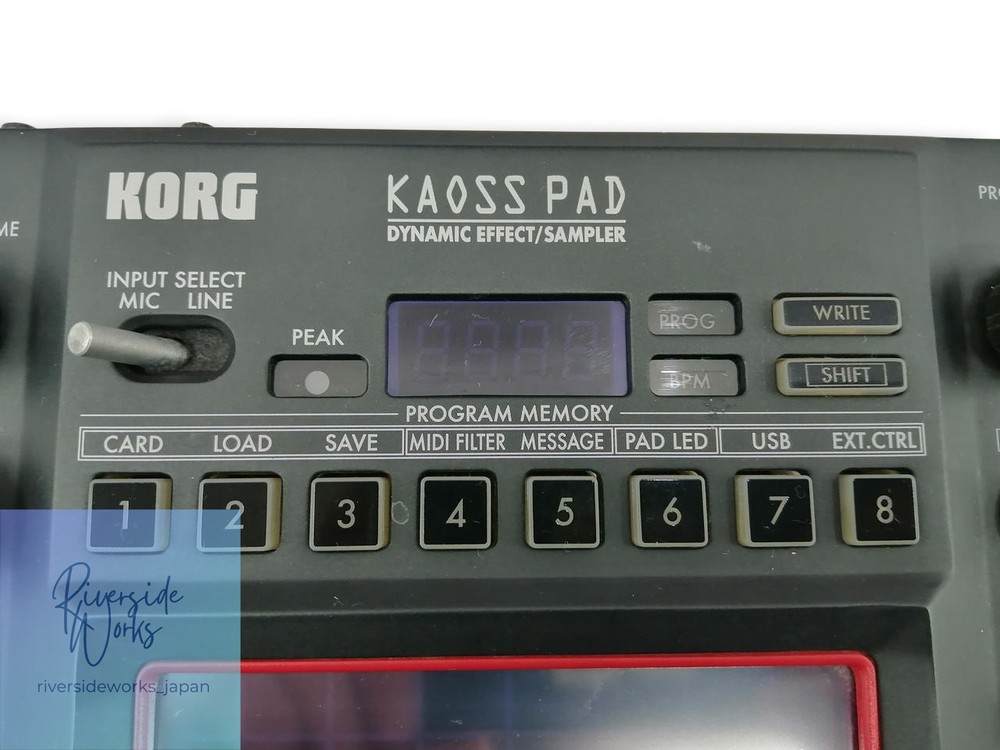 KORG
KAOSS PAD
DYNAMIC EFFECT/SAMPLER
INPUT SELECT
MIC LINE
PEAK
PROG
WRITE
BPM
SHIFT
PROGRAM MEMORY
CARD LOAD SAVE MIDI FILTER MESSAGE PAD LED USB EXT.CTRL
1 2 3 4 5 6 7 8
Riverside
Works
riversideworks_japan